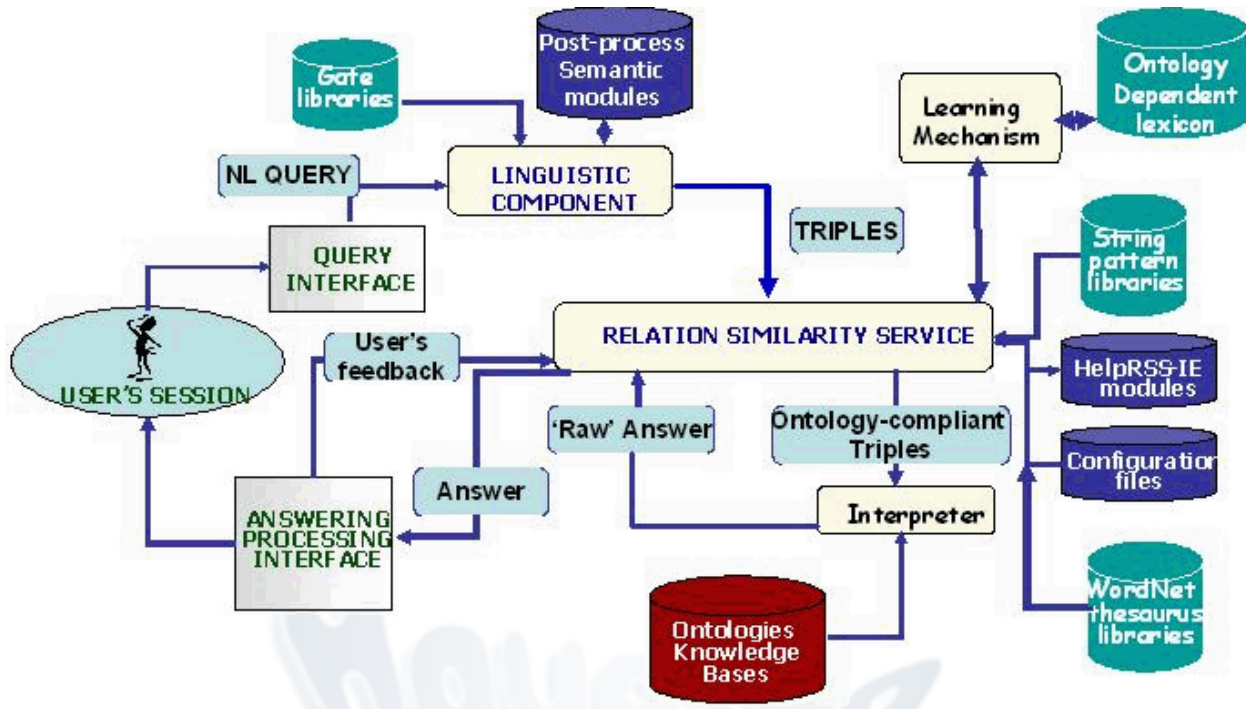 Gate
libraries
Post-process
Semantic
modules
Learning
Mechanism
Ontology
Dependent
lexicon
NL QUERY
LINGUISTIC
COMPONENT
TRIPLES
String
pattern
libraries
QUERY
INTERFACE
RELATION SIMILARITY SERVICE
User's
feedback
USER'S SESSION
HelpRSS-IE
modules
'Raw' Answer
Ontology-compliant
Triples
Configuration
files
Answer
ANSWERING
PROCESSING
INTERFACE
Interpreter
WordNet
thesaurus
libraries
Ontologies
Knowledge
Bases